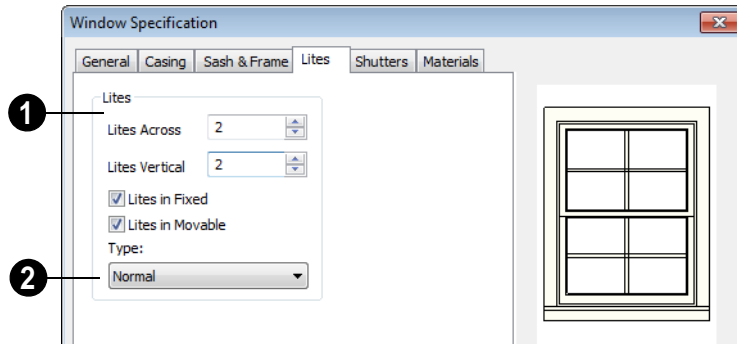 Window Specification
General Casing Sash & Frame Lites Shutters Materials
Lites
1
Lites Across 2
Lites Vertical 2
Lites in Fixed
Lites in Movable
Type:
2
Normal